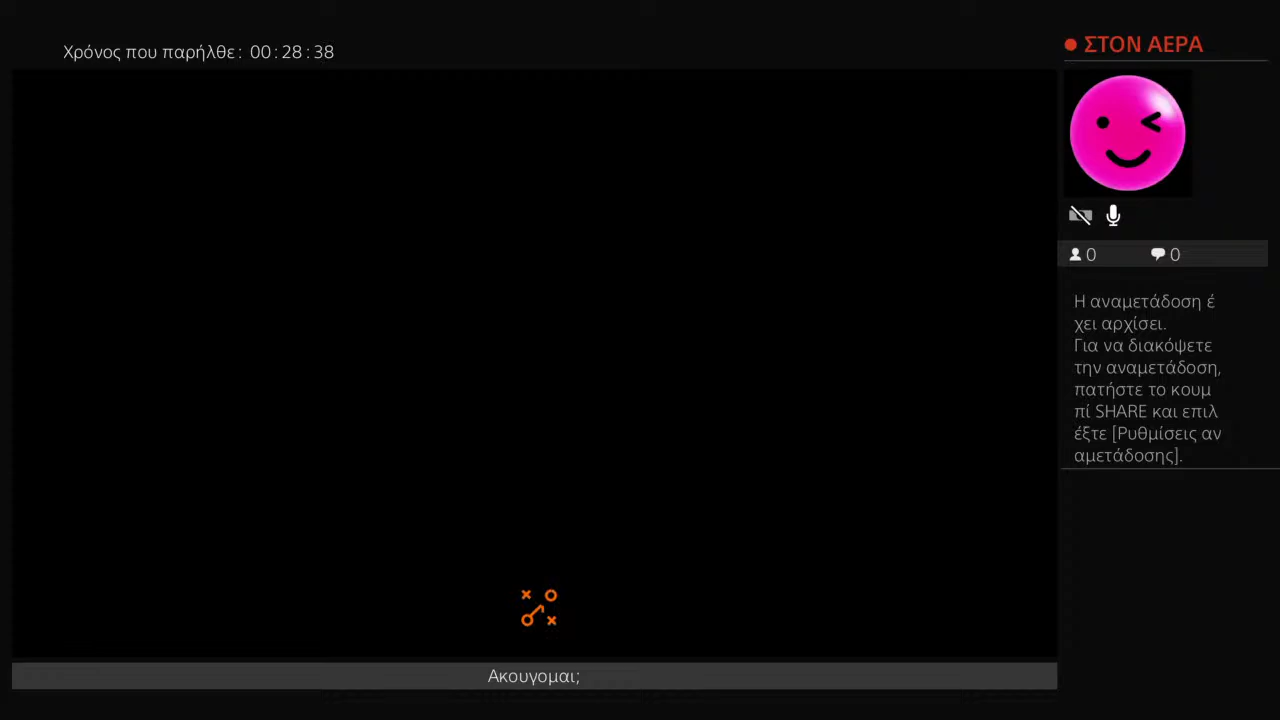 Χρόνος που παρήλθε: 00:28:38
ΣΤΟΝ ΑΕΡΑ
0 0
Η αναμετάδοση έ
χει αρχίσει.
Για να διακόψετε
την αναμετάδοση,
πατήστε το κουμ
πί SHARE και επιλ
έξτε [Ρυθμίσεις αν
αμετάδοσης].
Ακουγομαι;